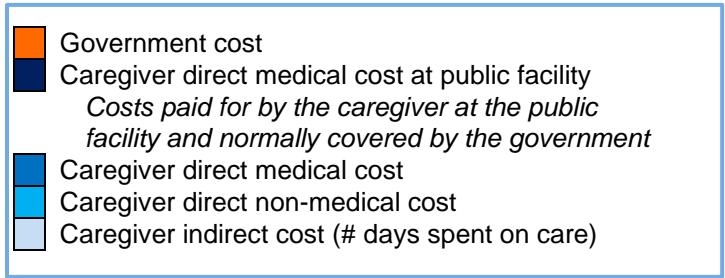 Government cost
Caregiver direct medical cost at public facility
Costs paid for by the caregiver at the public
facility and normally covered by the government
Caregiver direct medical cost
Caregiver direct non-medical cost
Caregiver indirect cost (# days spent on care)